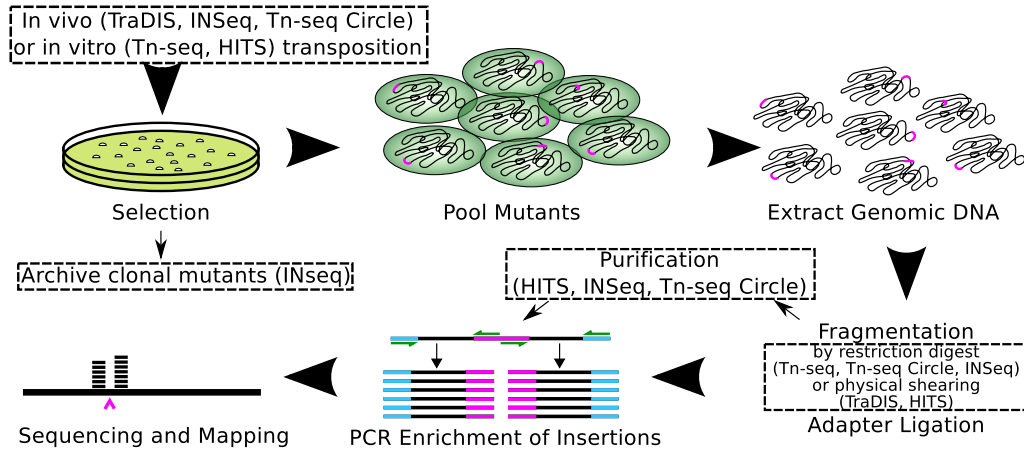 In vivo (TraDIS, INSeq, Tn-seq Circle)
or in vitro (Tn-seq, HITS) transposition
Selection
Pool Mutants
Extract Genomic DNA
Archive clonal mutants (INseq)
Purification
(HITS, INSeq, Tn-seq Circle)
Fragmentation
by restriction digest
(Tn-seq, Tn-seq Circle, INSeq)
or physical shearing
(TraDIS, HITS)
Adapter Ligation
PCR Enrichment of Insertions
Sequencing and Mapping